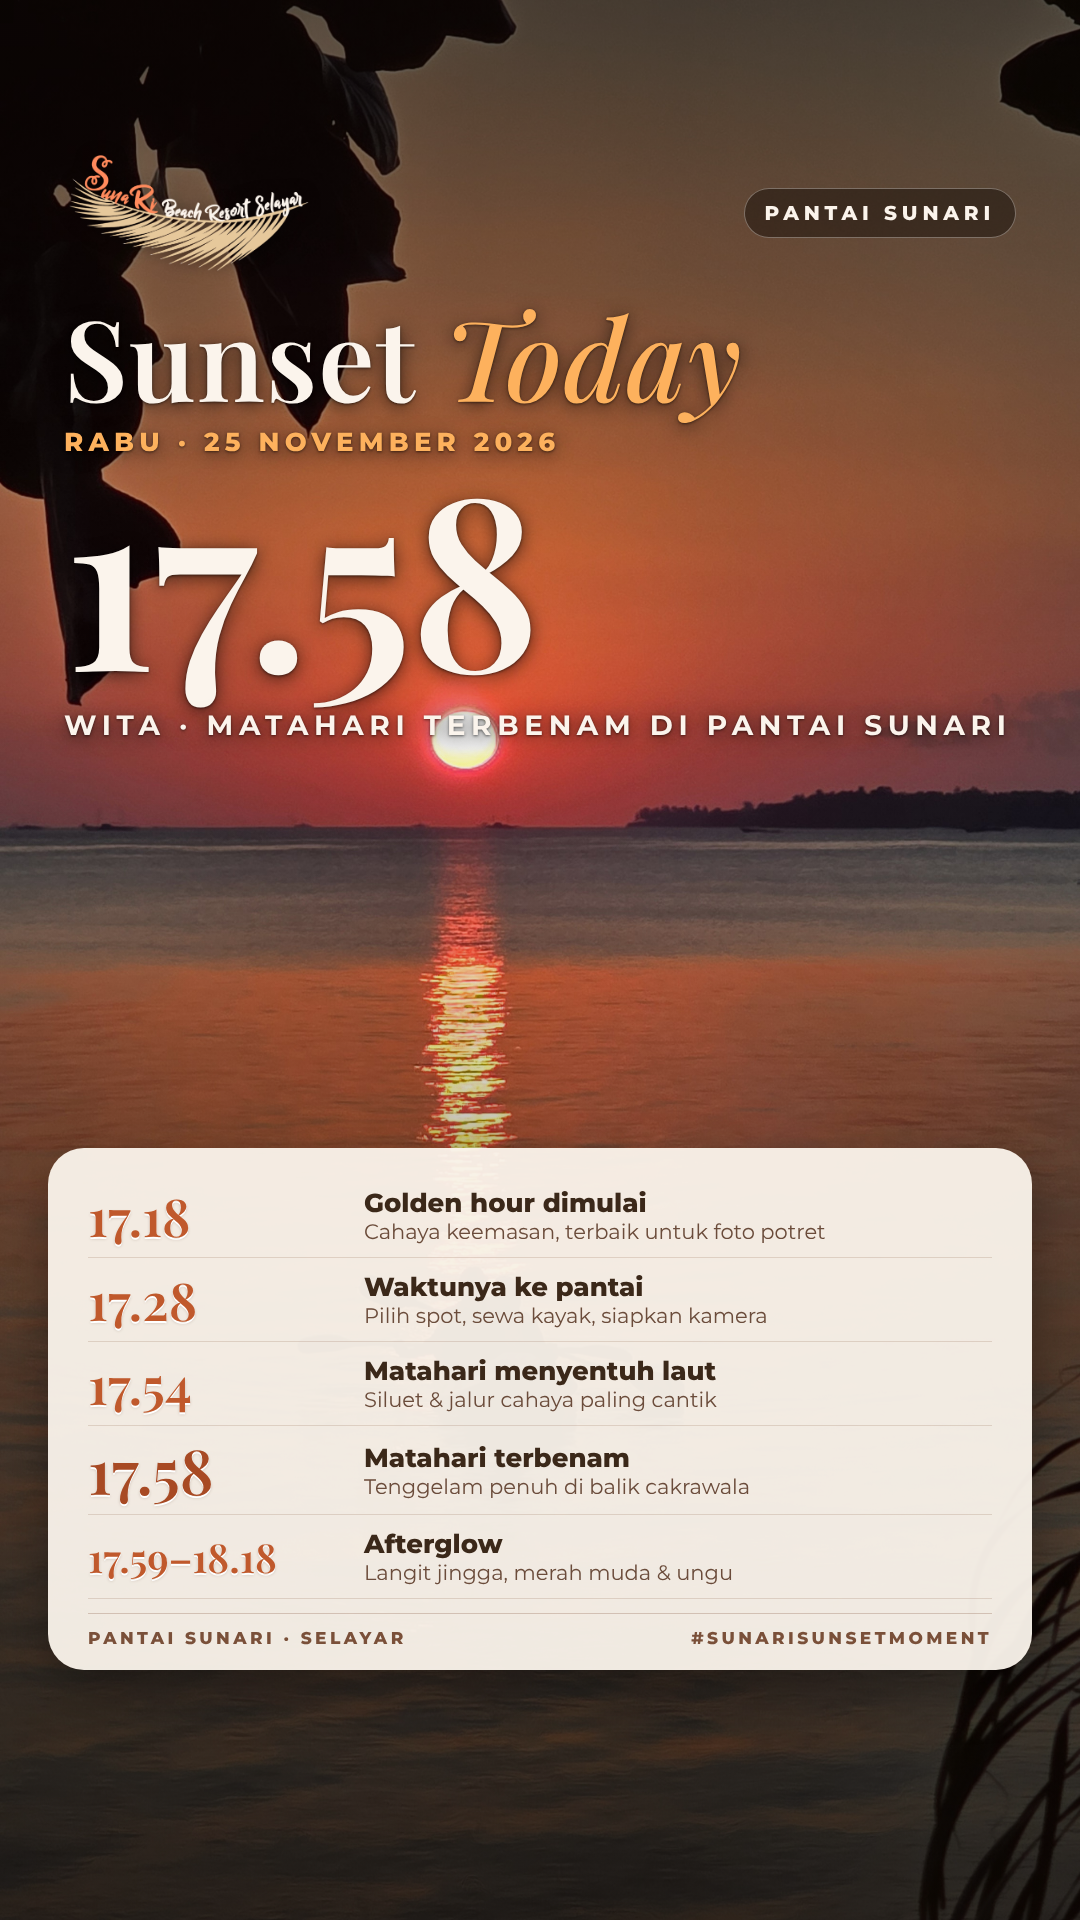 SunaRi Beach Resort Selayar
PANTAI SUNARI
Sunset Today
RABU · 25 NOVEMBER 2026
17.58
WITA · MATAHARI TERBENAM DI PANTAI SUNARI
17.18
Golden hour dimulai
Cahaya keemasan, terbaik untuk foto potret
17.28
Waktunya ke pantai
Pilih spot, sewa kayak, siapkan kamera
17.54
Matahari menyentuh laut
Siluet & jalur cahaya paling cantik
17.58
Matahari terbenam
Tenggelam penuh di balik cakrawala
17.59–18.18
Afterglow
Langit jingga, merah muda & ungu
PANTAI SUNARI · SELAYAR
#SUNARISUNSETMOMENT